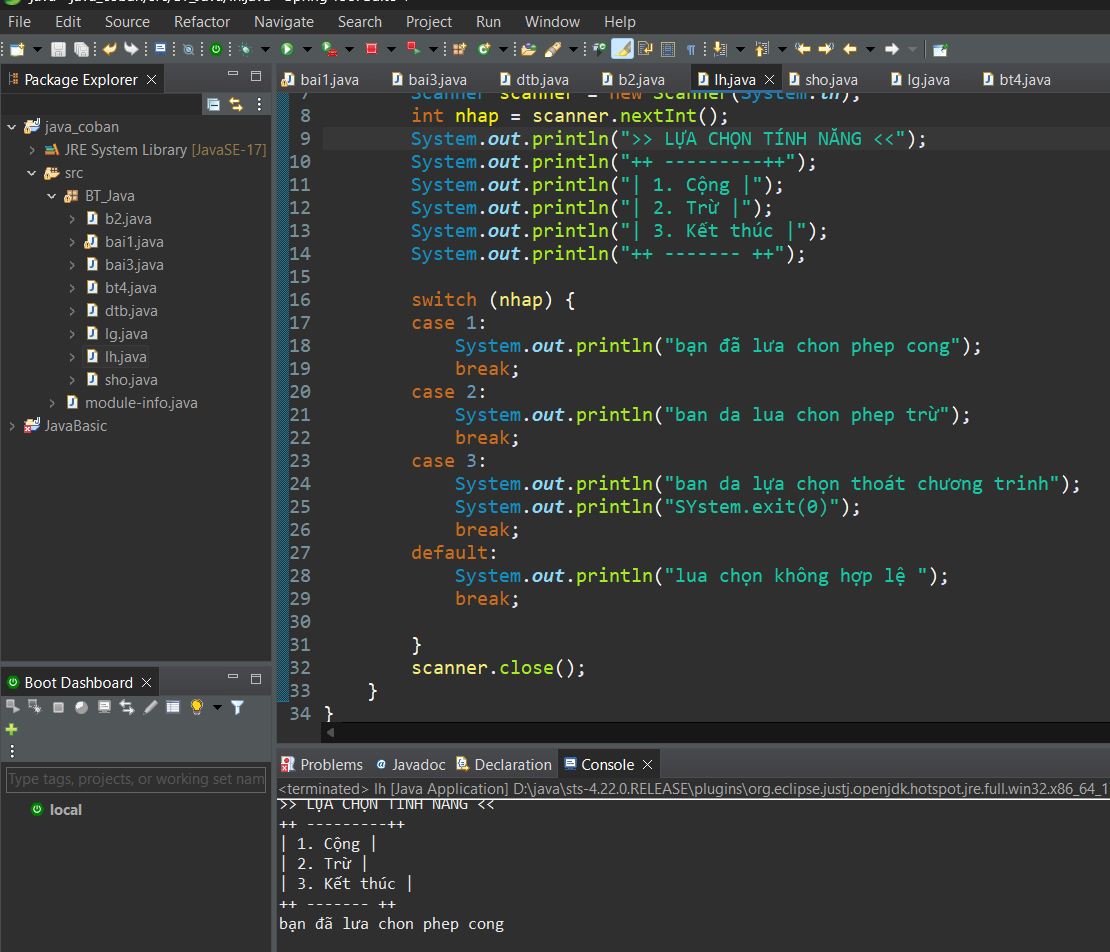 File Edit Source Refactor Navigate Search Project Run Window Help
Package Explorer
bai1.java bai3.java dtb.java b2.java lh.java sho.java lg.java bt4.java
java_coban
JRE System Library [JavaSE-17]
src
BT_Java
b2.java
bai1.java
bai3.java
bt4.java
dtb.java
lg.java
lh.java
sho.java
module-info.java
JavaBasic
7 Scanner scanner = new Scanner(System.in);
8 int nhap = scanner.nextInt();
9 System.out.println(">> LỰA CHỌN TÍNH NĂNG <<");
10 System.out.println("++ ---------++");
11 System.out.println("| 1. Cộng |");
12 System.out.println("| 2. Trừ |");
13 System.out.println("| 3. Kết thúc |");
14 System.out.println("++ ------- ++");
15
16 switch (nhap) {
17 case 1:
18 System.out.println("bạn đã lưa chon phep cong");
19 break;
20 case 2:
21 System.out.println("ban da lua chon phep trừ");
22 break;
23 case 3:
24 System.out.println("ban da lựa chọn thoát chương trinh");
25 System.out.println("SYstem.exit(0)");
26 break;
27 default:
28 System.out.println("lua chọn không hợp lệ ");
29 break;
30
31 }
32 scanner.close();
33 }
34 }
Boot Dashboard
Type tags, projects, or working set nam
local
Problems Javadoc Declaration Console
<terminated> lh [Java Application] D:\java\sts-4.22.0.RELEASE\plugins\org.eclipse.justj.openjdk.hotspot.jre.full.win32.x86_64_1
>> LỰA CHỌN TÍNH NĂNG <<
++ ---------++
| 1. Cộng |
| 2. Trừ |
| 3. Kết thúc |
++ ------- ++
bạn đã lưa chon phep cong